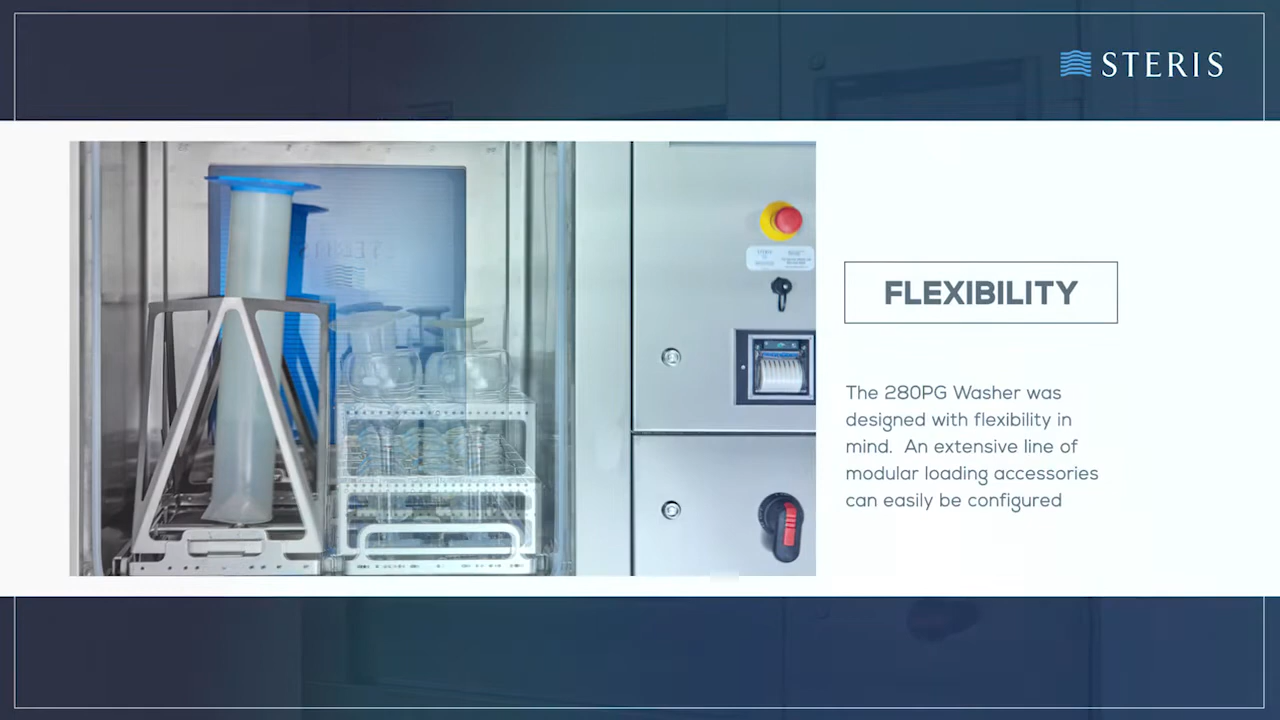 STERIS
STERIS
FLEXIBILITY
The 280PG Washer was
designed with flexibility in
mind.  An extensive line of
modular loading accessories
can easily be configured